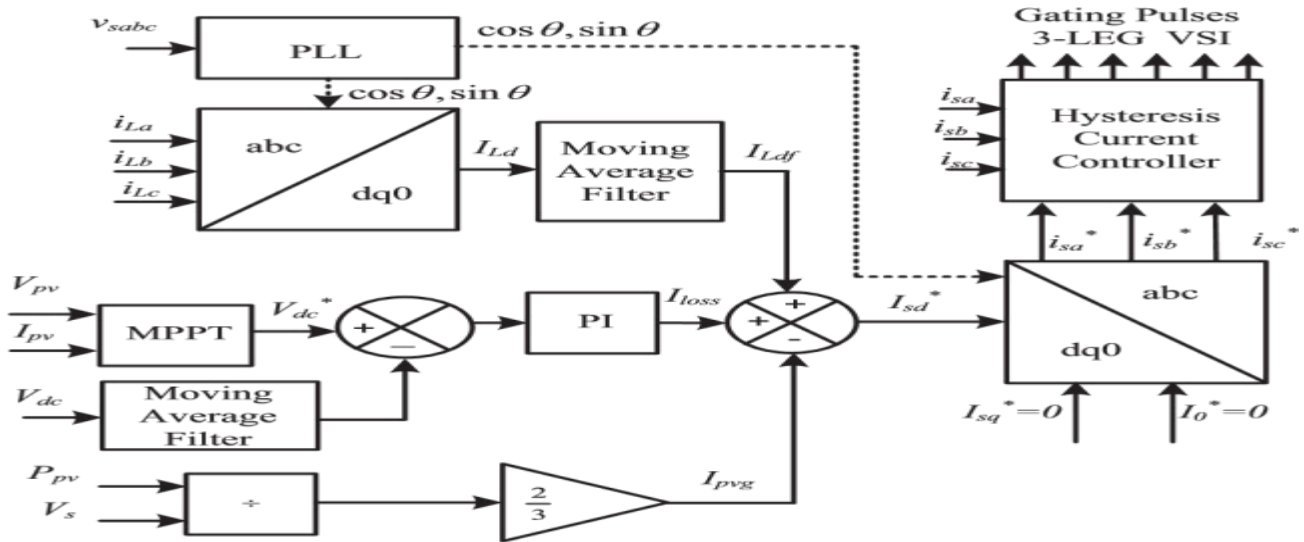 v_sabc
PLL
cos θ, sin θ
cos θ, sin θ
Gating Pulses
3-LEG VSI
i_La
i_Lb
i_Lc
abc
dq0
I_Ld
Moving
Average
Filter
I_Ldf
i_sa
i_sb
i_sc
Hysteresis
Current
Controller
i_sa*
i_sb*
i_sc*
V_pv
I_pv
MPPT
V_dc*
+
−
PI
I_loss
+
+
-
I_sd*
abc
dq0
I_sq*=0
I_0*=0
V_dc
Moving
Average
Filter
P_pv
V_s
÷
2
3
I_pvg